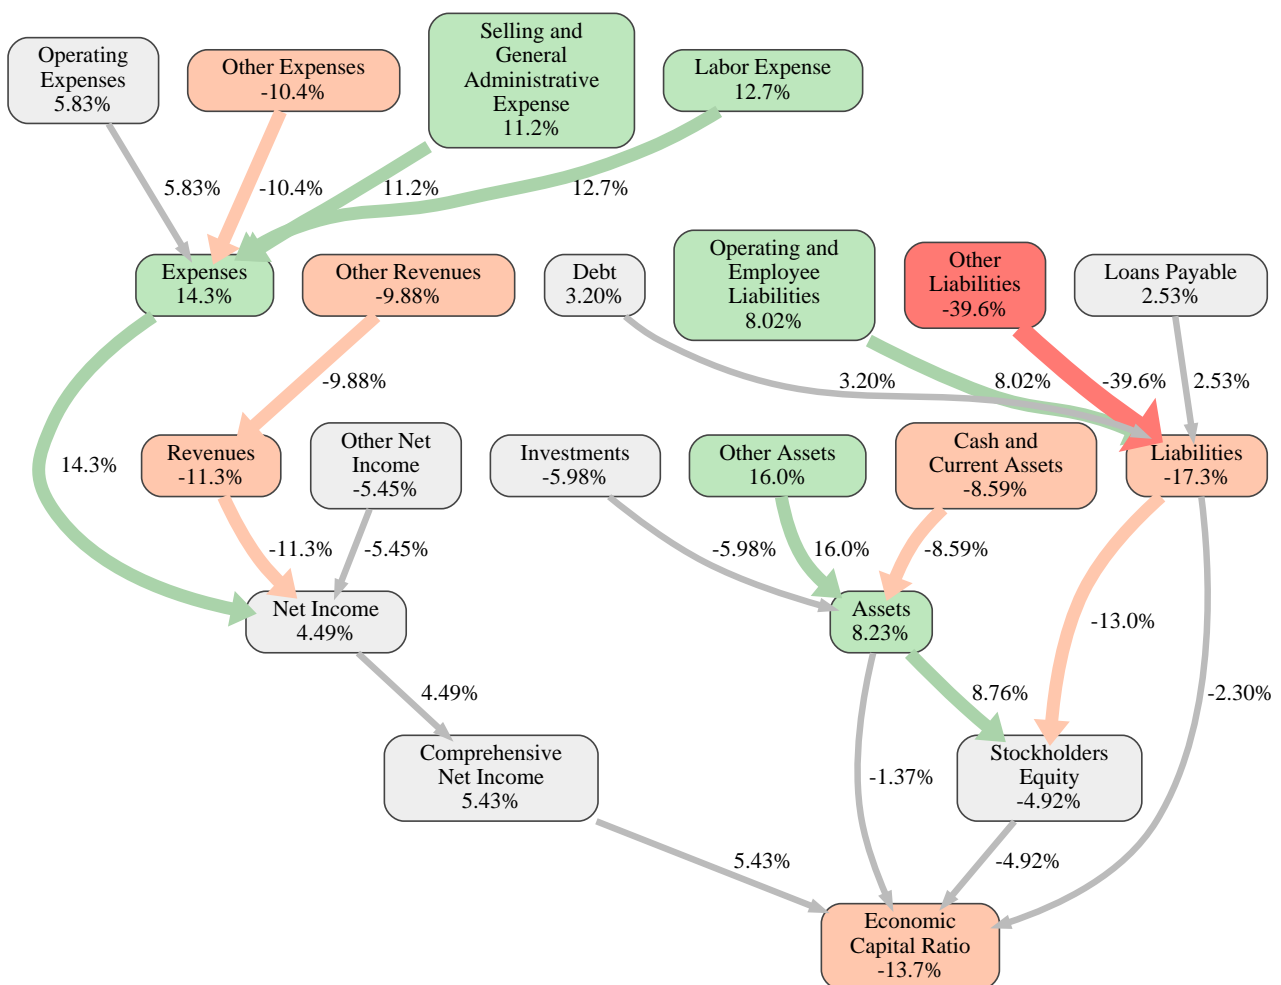 Operating
Expenses
5.83%
Other Expenses
-10.4%
Selling and
General
Administrative
Expense
11.2%
Labor Expense
12.7%
5.83%
-10.4%
11.2%
12.7%
Expenses
14.3%
Other Revenues
-9.88%
Debt
3.20%
Operating and
Employee
Liabilities
8.02%
Other
Liabilities
-39.6%
Loans Payable
2.53%
-9.88%
3.20%
8.02%
-39.6%
2.53%
14.3%
Revenues
-11.3%
Other Net
Income
-5.45%
Investments
-5.98%
Other Assets
16.0%
Cash and
Current Assets
-8.59%
Liabilities
-17.3%
-11.3%
-5.45%
-5.98%
16.0%
-8.59%
Net Income
4.49%
Assets
8.23%
-13.0%
4.49%
8.76%
-2.30%
Comprehensive
Net Income
5.43%
-1.37%
Stockholders
Equity
-4.92%
5.43%
-4.92%
Economic
Capital Ratio
-13.7%